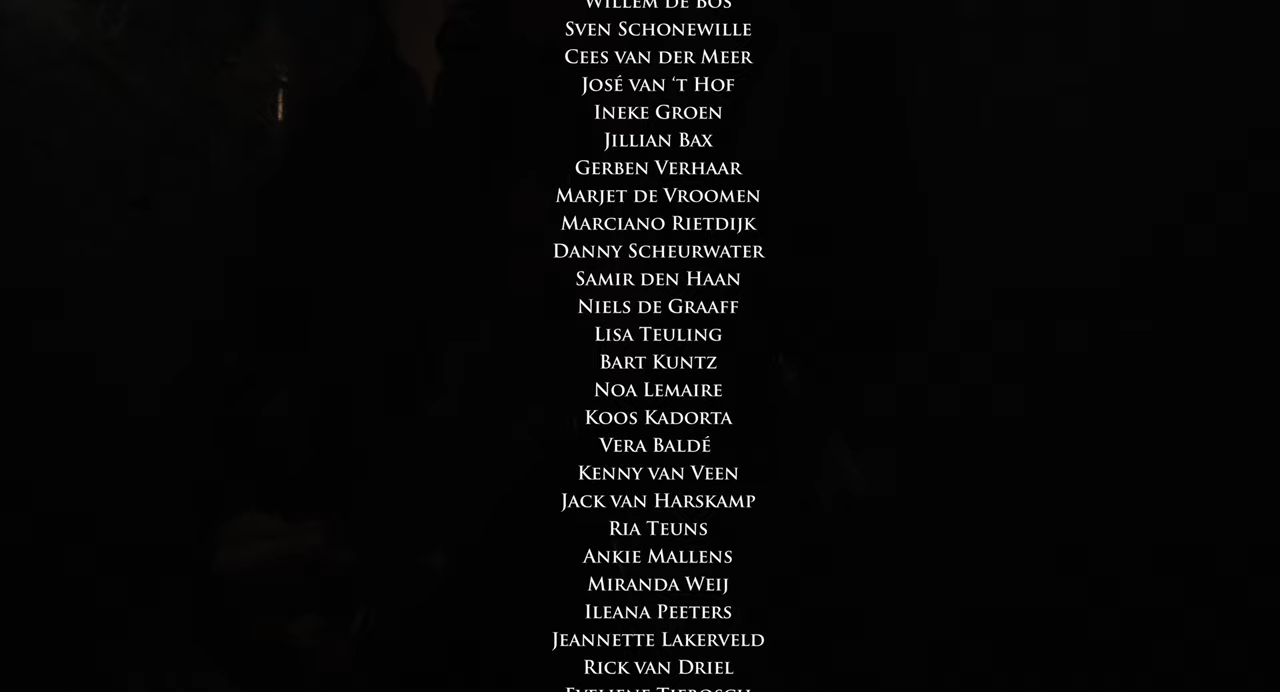 Willem de Bos
Sven Schonewille
Cees van der Meer
José van ‘t Hof
Ineke Groen
Jillian Bax
Gerben Verhaar
Marjet de Vroomen
Marciano Rietdijk
Danny Scheurwater
Samir den Haan
Niels de Graaff
Lisa Teuling
Bart Kuntz
Noa Lemaire
Koos Kadorta
Vera Baldé
Kenny van Veen
Jack van Harskamp
Ria Teuns
Ankie Mallens
Miranda Weij
Ileana Peeters
Jeannette Lakerveld
Rick van Driel